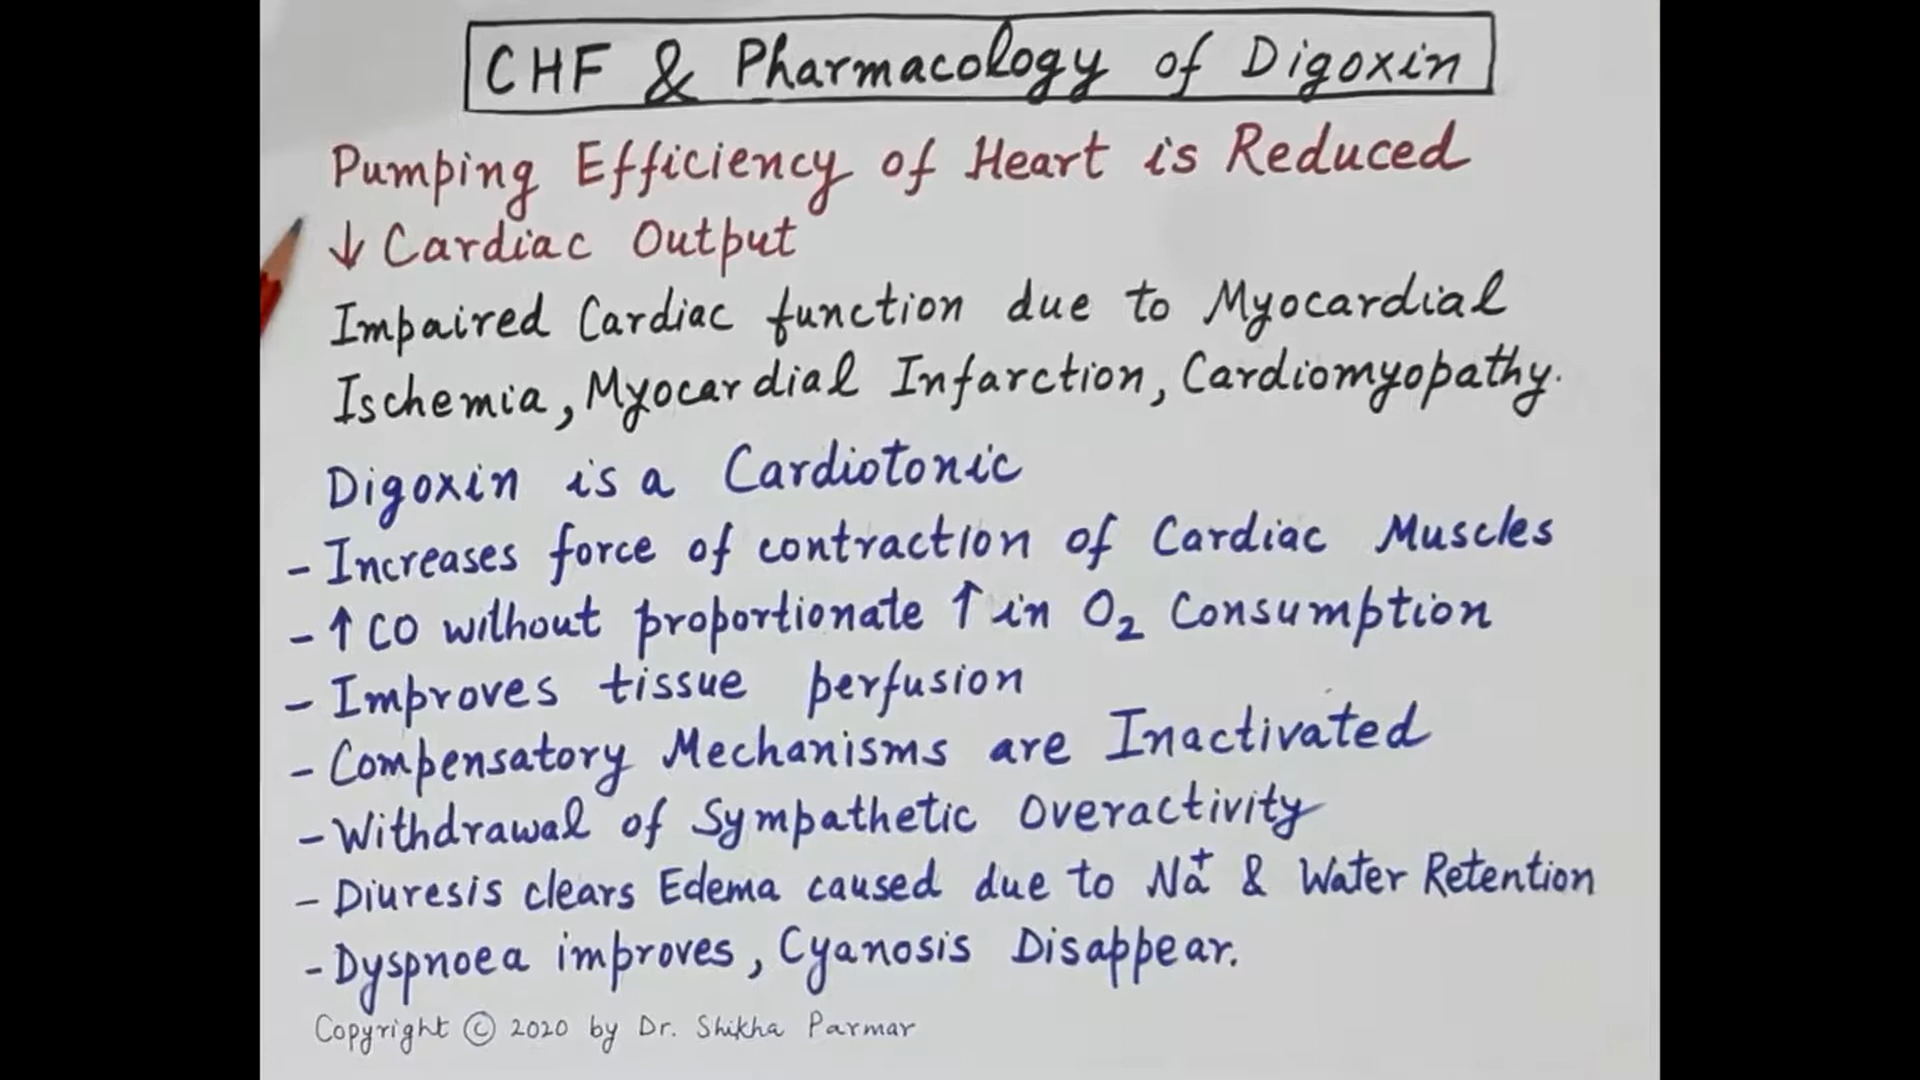 CHF & Pharmacology of Digoxin
Pumping Efficiency of Heart is Reduced
↓ Cardiac Output
Impaired Cardiac function due to Myocardial
Ischemia, Myocardial Infarction, Cardiomyopathy.
Digoxin is a Cardiotonic
- Increases force of contraction of Cardiac Muscles
- ↑ CO without proportionate ↑ in O₂ Consumption
- Improves tissue perfusion
- Compensatory Mechanisms are Inactivated
- Withdrawal of Sympathetic Overactivity
- Diuresis clears Edema caused due to Na⁺ & Water Retention
- Dyspnoea improves, Cyanosis Disappear.
Copyright © 2020 by Dr. Shikha Parmar